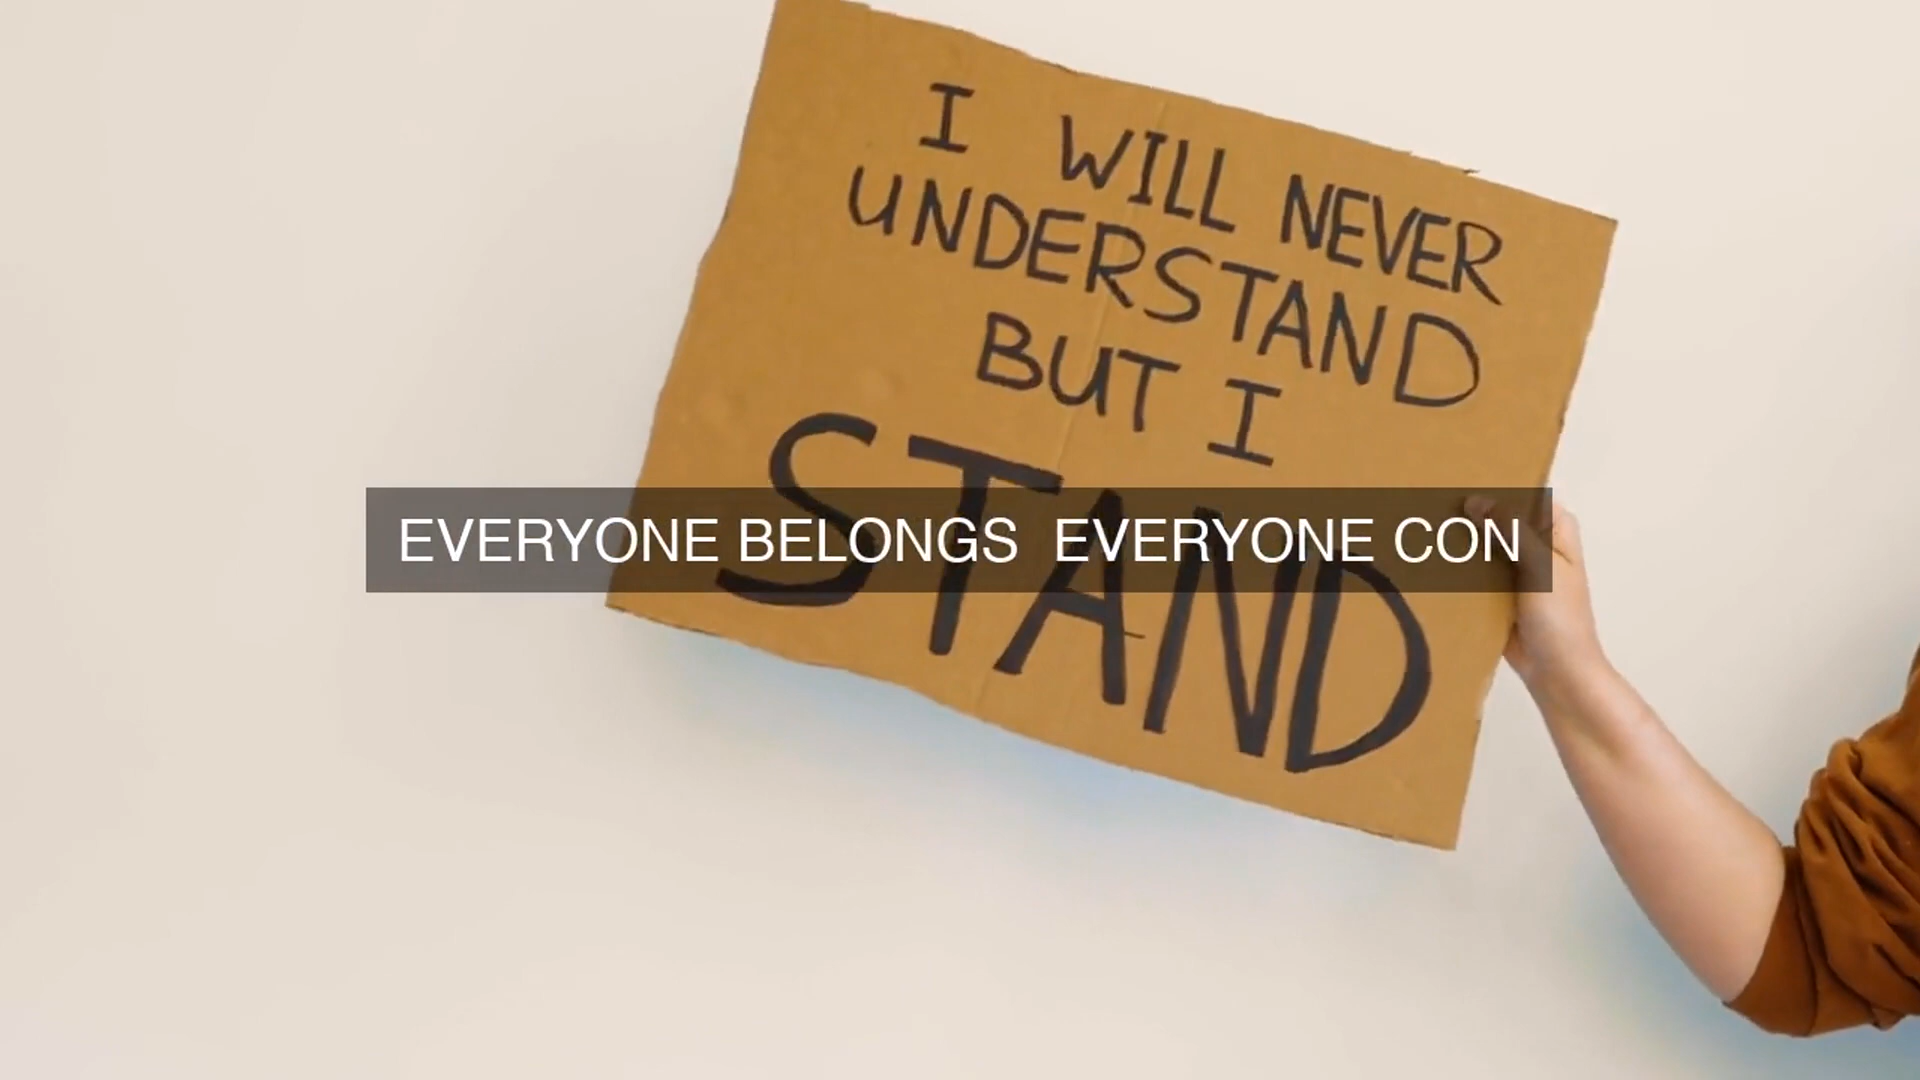 I WILL NEVER
UNDERSTAND
BUT I
STAND
EVERYONE BELONGS  EVERYONE CON